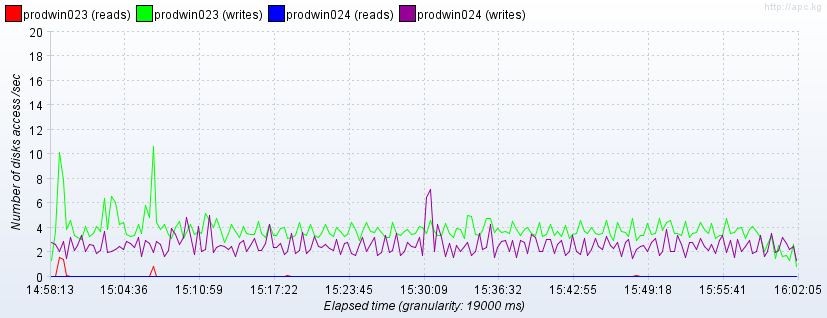 http://apc.kg
prodwin023 (reads) prodwin023 (writes) prodwin024 (reads) prodwin024 (writes)
Number of disks access /sec
20
18
16
14
12
10
8
6
4
2
0
14:58:13 15:04:36 15:10:59 15:17:22 15:23:45 15:30:09 15:36:32 15:42:55 15:49:18 15:55:41 16:02:05
Elapsed time (granularity: 19000 ms)